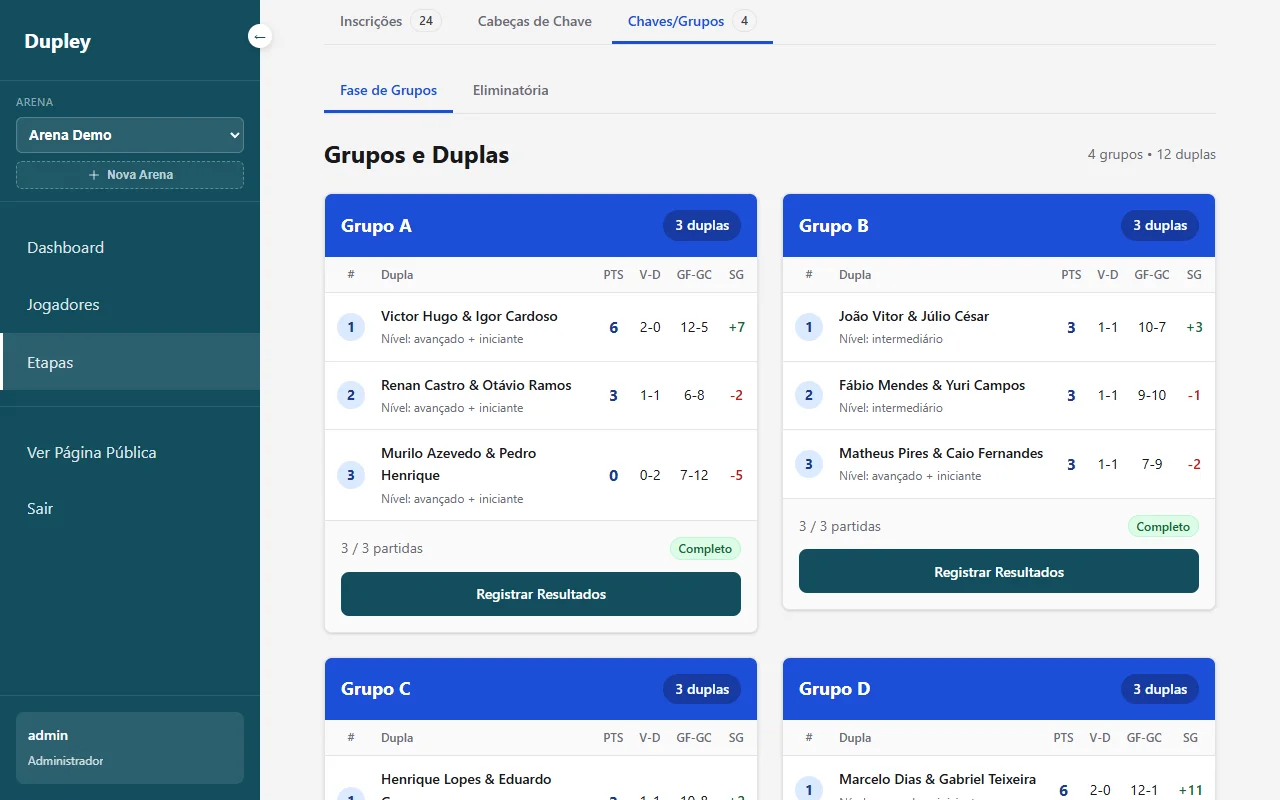 Dupley
←
ARENA
Arena Demo
+ Nova Arena
Dashboard
Jogadores
Etapas
Ver Página Pública
Sair
admin
Administrador
Inscrições 24 Cabeças de Chave Chaves/Grupos 4
Fase de Grupos Eliminatória
Grupos e Duplas 4 grupos • 12 duplas
Grupo A 3 duplas
# Dupla PTS V-D GF-GC SG
1 Victor Hugo & Igor Cardoso 6 2-0 12-5 +7
Nível: avançado + iniciante
2 Renan Castro & Otávio Ramos 3 1-1 6-8 -2
Nível: avançado + iniciante
3 Murilo Azevedo & Pedro
Henrique 0 0-2 7-12 -5
Nível: avançado + iniciante
3 / 3 partidas Completo
Registrar Resultados
Grupo B 3 duplas
# Dupla PTS V-D GF-GC SG
1 João Vitor & Júlio César 3 1-1 10-7 +3
Nível: intermediário
2 Fábio Mendes & Yuri Campos 3 1-1 9-10 -1
Nível: intermediário
3 Matheus Pires & Caio Fernandes 3 1-1 7-9 -2
Nível: avançado + iniciante
3 / 3 partidas Completo
Registrar Resultados
Grupo C 3 duplas
# Dupla PTS V-D GF-GC SG
Henrique Lopes & Eduardo
1 1-1
Grupo D 3 duplas
# Dupla PTS V-D GF-GC SG
1 Marcelo Dias & Gabriel Teixeira 6 2-0 12-1 +11